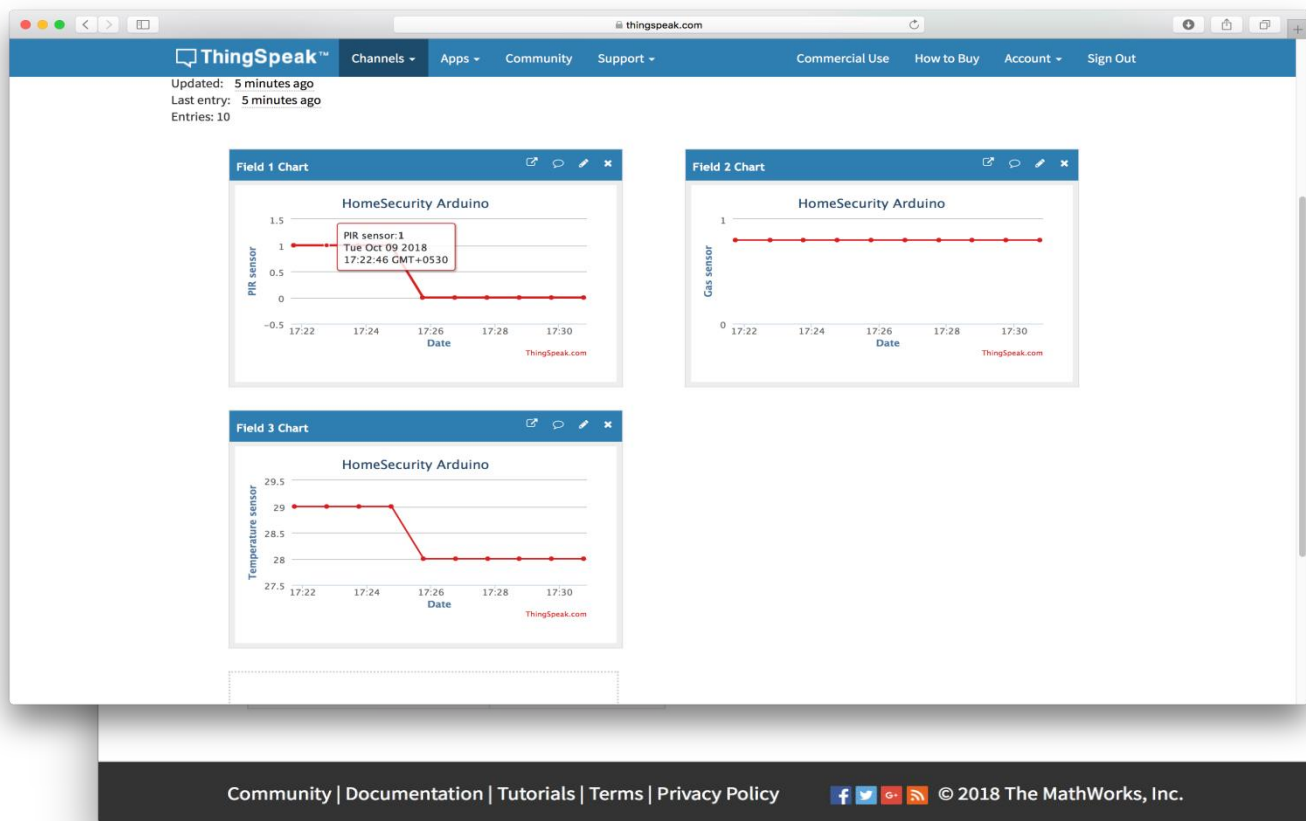 thingspeak.com
ThingSpeak™ Channels Apps Community Support Commercial Use How to Buy Account Sign Out
Updated: 5 minutes ago
Last entry: 5 minutes ago
Entries: 10
Field 1 Chart
HomeSecurity Arduino
PIR sensor
1.5
1
0.5
0
-0.5
PIR sensor:1
Tue Oct 09 2018
17:22:46 GMT+0530
17:22 17:24 17:26 17:28 17:30
Date
ThingSpeak.com
Field 2 Chart
HomeSecurity Arduino
Gas sensor
1
0
17:22 17:24 17:26 17:28 17:30
Date
ThingSpeak.com
Field 3 Chart
HomeSecurity Arduino
Temperature sensor
29.5
29
28.5
28
27.5
17:22 17:24 17:26 17:28 17:30
Date
ThingSpeak.com
Community | Documentation | Tutorials | Terms | Privacy Policy © 2018 The MathWorks, Inc.